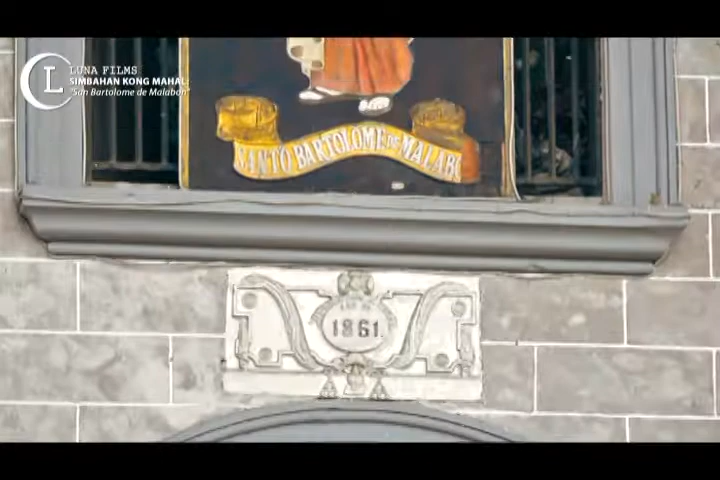 LUNA FILMS
SIMBAHAN KONG MAHAL:
"San Bartolome de Malabon"
SANTO BARTOLOME DE MALABO
1861.